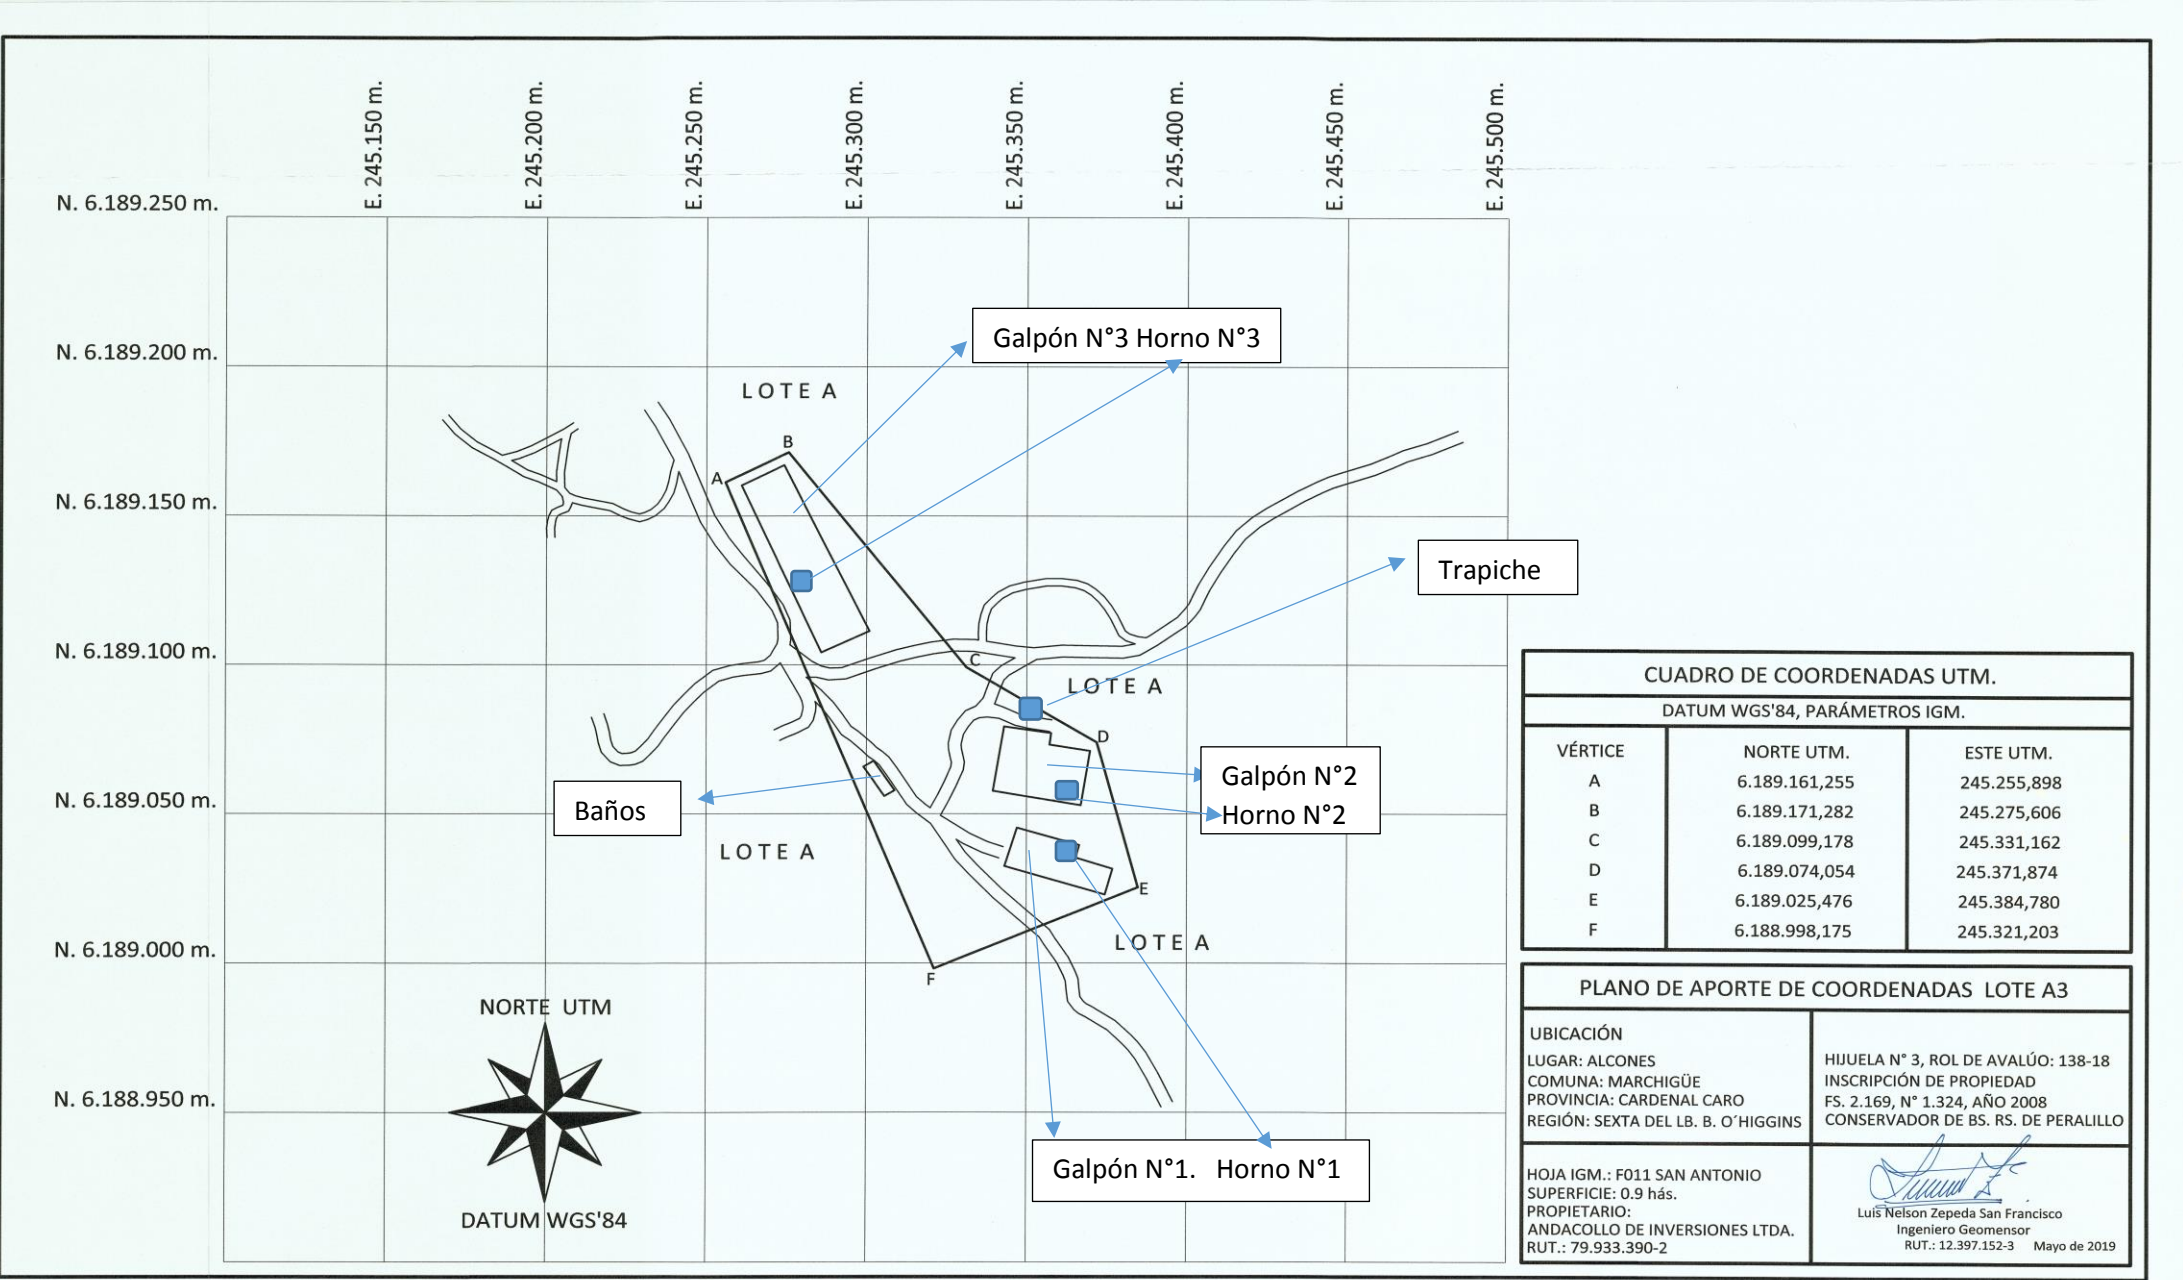 E. 245.150 m.
E. 245.200 m.
E. 245.250 m.
E. 245.300 m.
E. 245.350 m.
E. 245.400 m.
E. 245.450 m.
E. 245.500 m.
N. 6.189.250 m.
N. 6.189.200 m.
N. 6.189.150 m.
N. 6.189.100 m.
N. 6.189.050 m.
N. 6.189.000 m.
N. 6.188.950 m.
Galpón N°3 Horno N°3
LOTE A
B
A
Trapiche
C
LOTE A
D
Galpón N°2
Horno N°2
Baños
LOTE A
E
LOTE A
F
NORTE UTM
DATUM WGS'84
Galpón N°1. Horno N°1
CUADRO DE COORDENADAS UTM.
DATUM WGS'84, PARÁMETROS IGM.
VÉRTICE NORTE UTM. ESTE UTM.
A 6.189.161,255 245.255,898
B 6.189.171,282 245.275,606
C 6.189.099,178 245.331,162
D 6.189.074,054 245.371,874
E 6.189.025,476 245.384,780
F 6.188.998,175 245.321,203
PLANO DE APORTE DE COORDENADAS LOTE A3
UBICACIÓN
LUGAR: ALCONES
COMUNA: MARCHIGÜE
PROVINCIA: CARDENAL CARO
REGIÓN: SEXTA DEL LB. B. O´HIGGINS
HIJUELA N° 3, ROL DE AVALÚO: 138-18
INSCRIPCIÓN DE PROPIEDAD
FS. 2.169, N° 1.324, AÑO 2008
CONSERVADOR DE BS. RS. DE PERALILLO
HOJA IGM.: F011 SAN ANTONIO
SUPERFICIE: 0.9 hás.
PROPIETARIO:
ANDACOLLO DE INVERSIONES LTDA.
RUT.: 79.933.390-2
Luis Nelson Zepeda San Francisco
Ingeniero Geomensor
RUT.: 12.397.152-3 Mayo de 2019